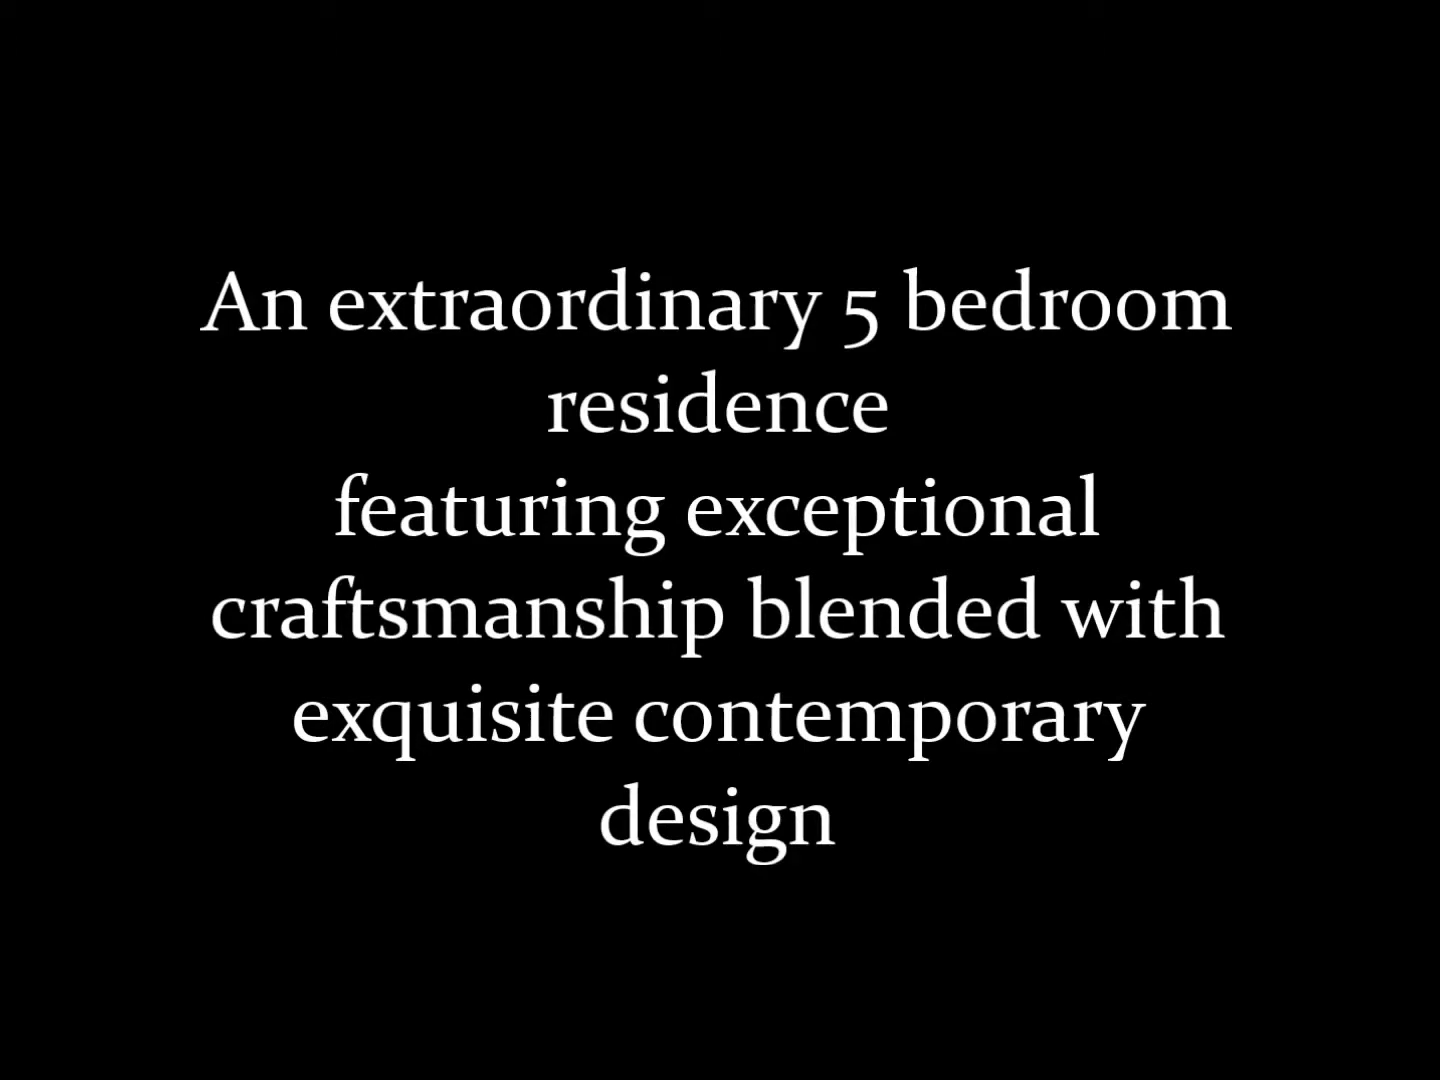 An extraordinary 5 bedroom
residence
featuring exceptional
craftsmanship blended with
exquisite contemporary
design